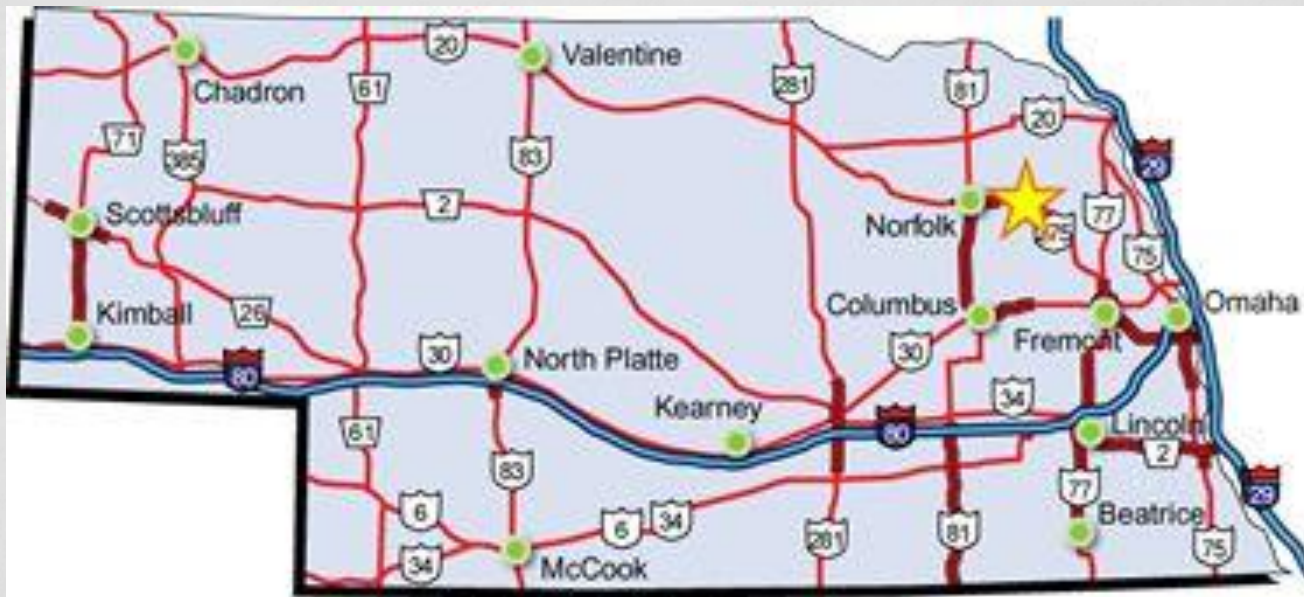 20
Valentine
Chadron
61
281
81
71
83
20
29
385
2
Scottsbluff
Norfolk
77
75
75
Kimball
26
Columbus
Omaha
Fremont
30
North Platte
30
80
Kearney
34
61
80
Lincoln
2
83
77
29
6
6
34
Beatrice
281
81
75
34
McCook